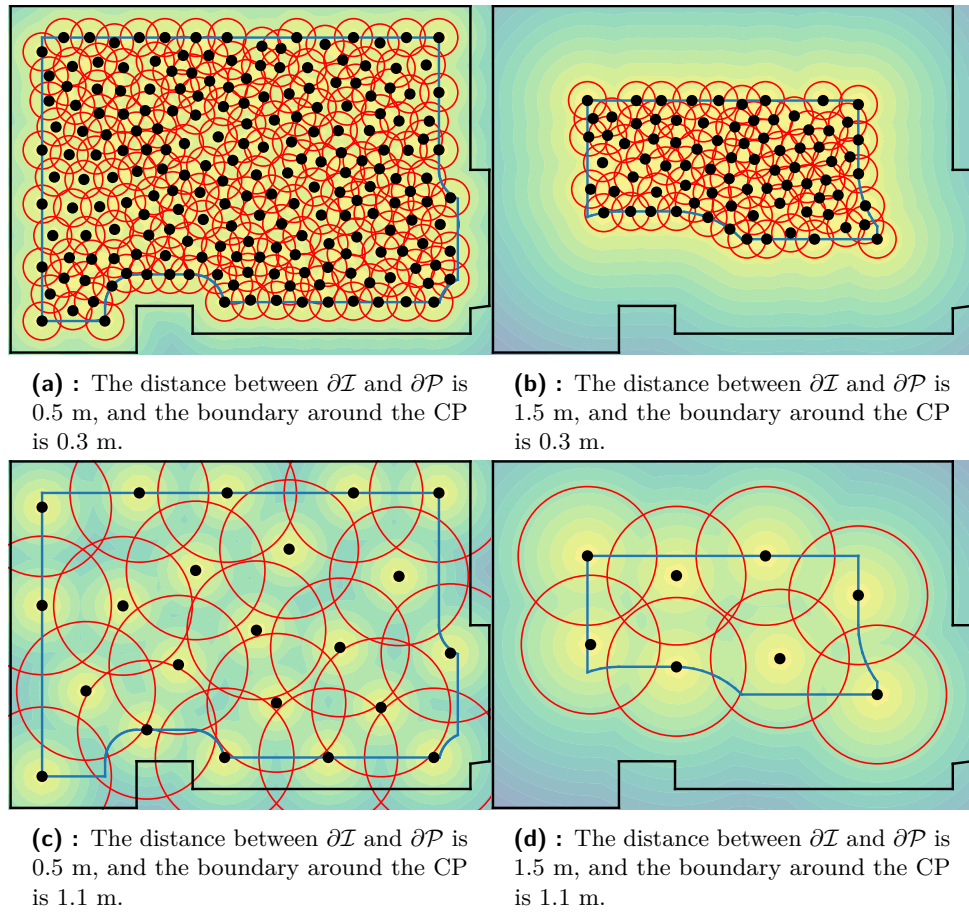 (a) : The distance between ∂I and ∂P is
0.5 m, and the boundary around the CP
is 0.3 m.
(b) : The distance between ∂I and ∂P is
1.5 m, and the boundary around the CP
is 0.3 m.
(c) : The distance between ∂I and ∂P is
0.5 m, and the boundary around the CP
is 1.1 m.
(d) : The distance between ∂I and ∂P is
1.5 m, and the boundary around the CP
is 1.1 m.